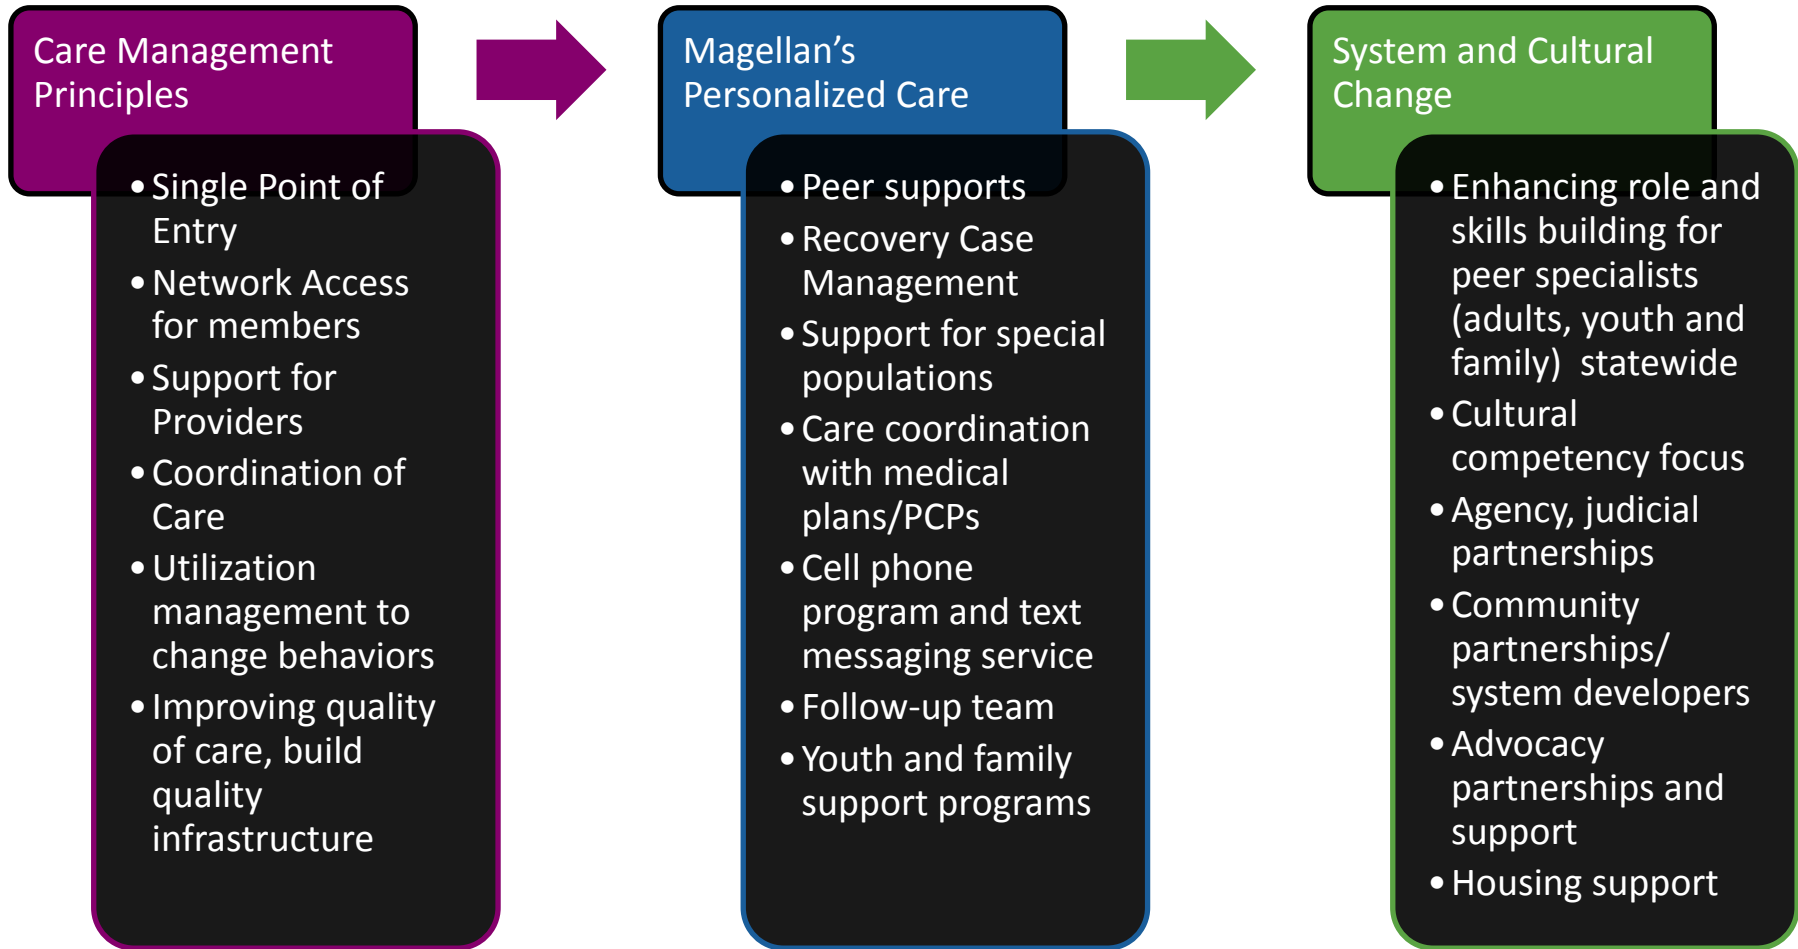 Care Management
Principles
• Single Point of
Entry
• Network Access
for members
• Support for
Providers
• Coordination of
Care
• Utilization
management to
change behaviors
• Improving quality
of care, build
quality
infrastructure
Magellan’s
Personalized Care
• Peer supports
• Recovery Case
Management
• Support for special
populations
• Care coordination
with medical
plans/PCPs
• Cell phone
program and text
messaging service
• Follow-up team
• Youth and family
support programs
System and Cultural
Change
• Enhancing role and
skills building for
peer specialists
(adults, youth and
family)  statewide
• Cultural
competency focus
• Agency, judicial
partnerships
• Community
partnerships/
system developers
• Advocacy
partnerships and
support
• Housing support